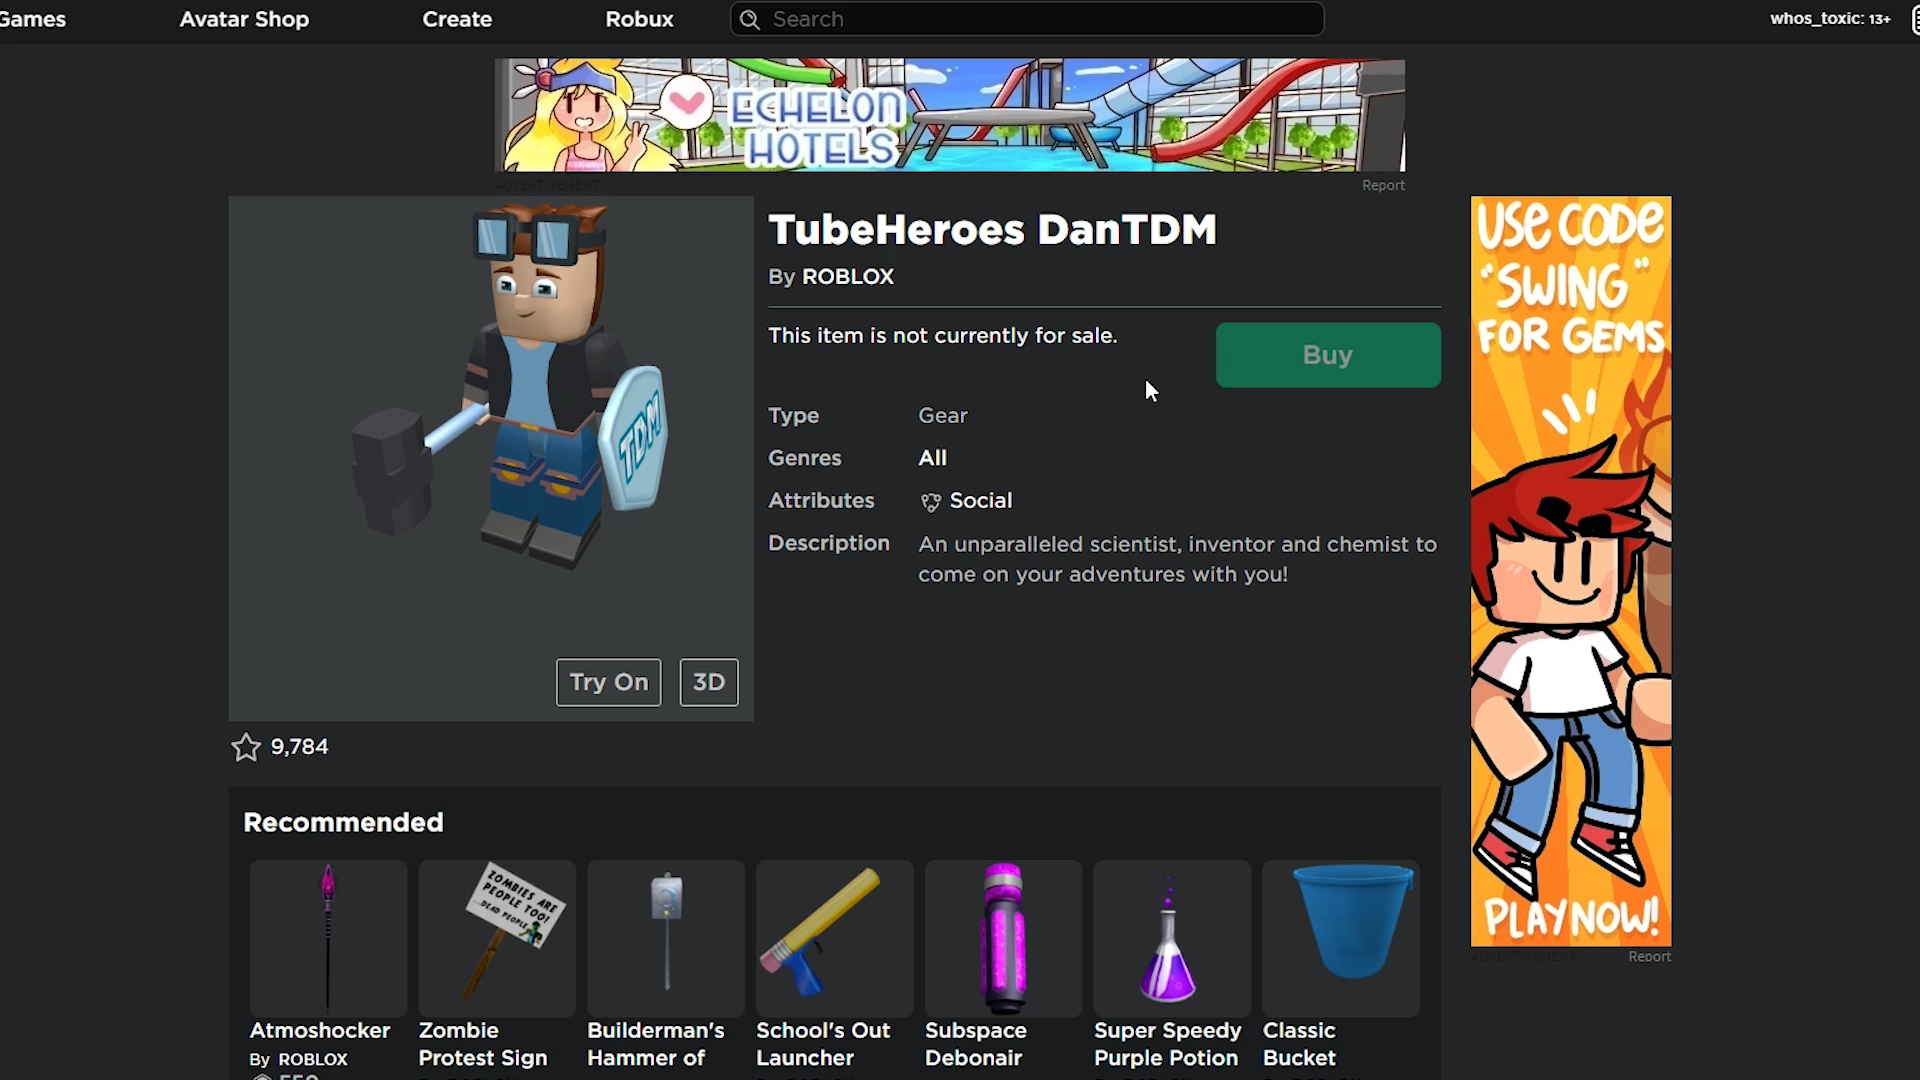 Games
Avatar Shop
Create
Robux
Search
whos_toxic: 13+
ECHELON
HOTELS
ADVERTISEMENT
Report
TubeHeroes DanTDM
By ROBLOX
This item is not currently for sale.
Buy
Type
Gear
Genres
All
Attributes
Social
Description
An unparalleled scientist, inventor and chemist to
come on your adventures with you!
TDM
Try On
3D
9,784
USE CODE
"SWING"
FOR GEMS
PLAY NOW!
ADVERTISEMENT
Report
Recommended
ZOMBIES ARE
PEOPLE TOO!
...DEAD PEOPLE
Atmoshocker
By ROBLOX
Zombie
Protest Sign
Builderman's
Hammer of
School's Out
Launcher
Subspace
Debonair
Super Speedy
Purple Potion
Classic
Bucket